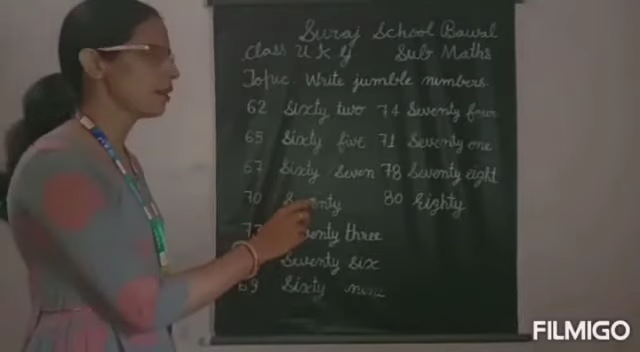 Suraj School Bawal
Class U K G Sub Maths
Topic. Write jumble numbers.
62 Sixty two 74 Seventy four
65 Sixty five 71 Seventy one
67 Sixty Seven 78 Seventy eight
70 Seventy 80 Eighty
three
Seventy six
69 Sixty nine
FILMIGO